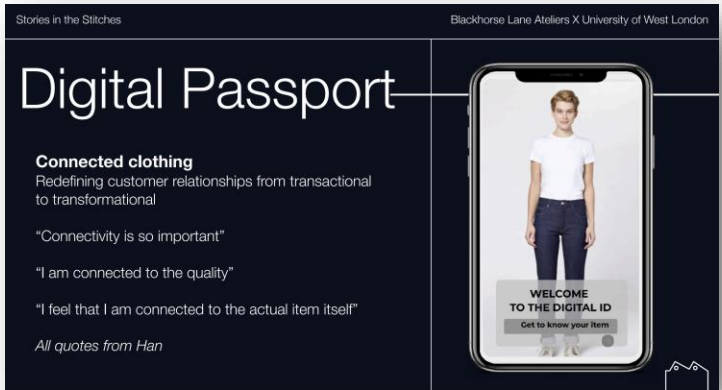 Stories in the Stitches
Blackhorse Lane Ateliers X University of West London
Digital Passport
Connected clothing
Redefining customer relationships from transactional
to transformational
“Connectivity is so important”
“I am connected to the quality”
“I feel that I am connected to the actual item itself”
All quotes from Han
WELCOME
TO THE DIGITAL ID
Get to know your item